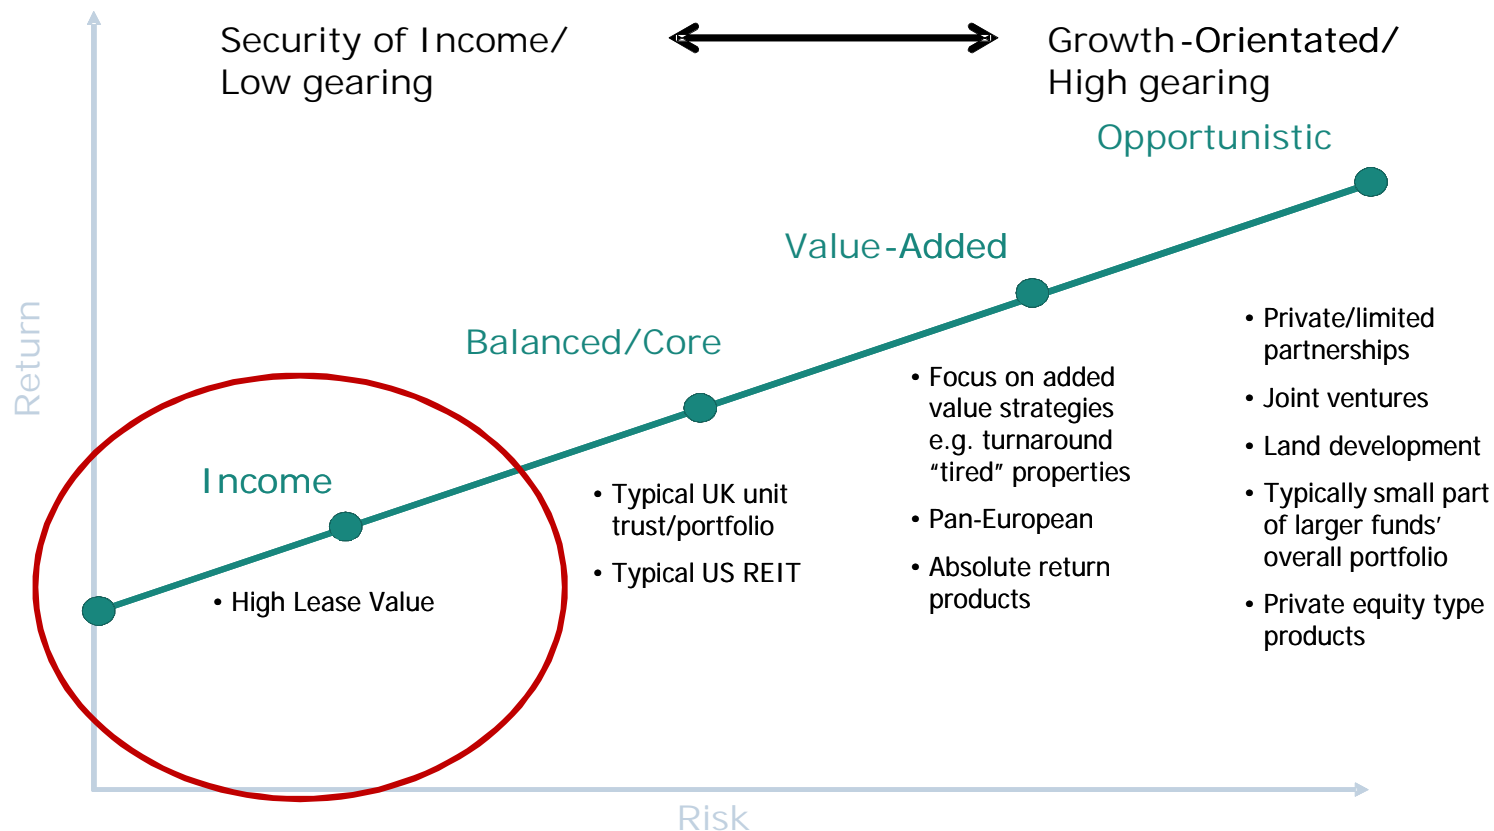 Security of Income/
Low gearing
Growth-Orientated/
High gearing
Opportunistic
Value-Added
Balanced/Core
Income
Return
• High Lease Value
• Typical UK unit
trust/portfolio
• Typical US REIT
• Focus on added
value strategies
e.g. turnaround
“tired” properties
• Pan-European
• Absolute return
products
• Private/limited
partnerships
• Joint ventures
• Land development
• Typically small part
of larger funds’
overall portfolio
• Private equity type
products
Risk